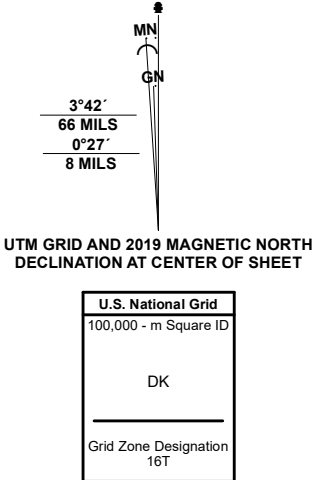 MN
GN
3°42´
66 MILS
0°27´
8 MILS
UTM GRID AND 2019 MAGNETIC NORTH
DECLINATION AT CENTER OF SHEET
U.S. National Grid
100,000 - m Square ID
DK
Grid Zone Designation
16T